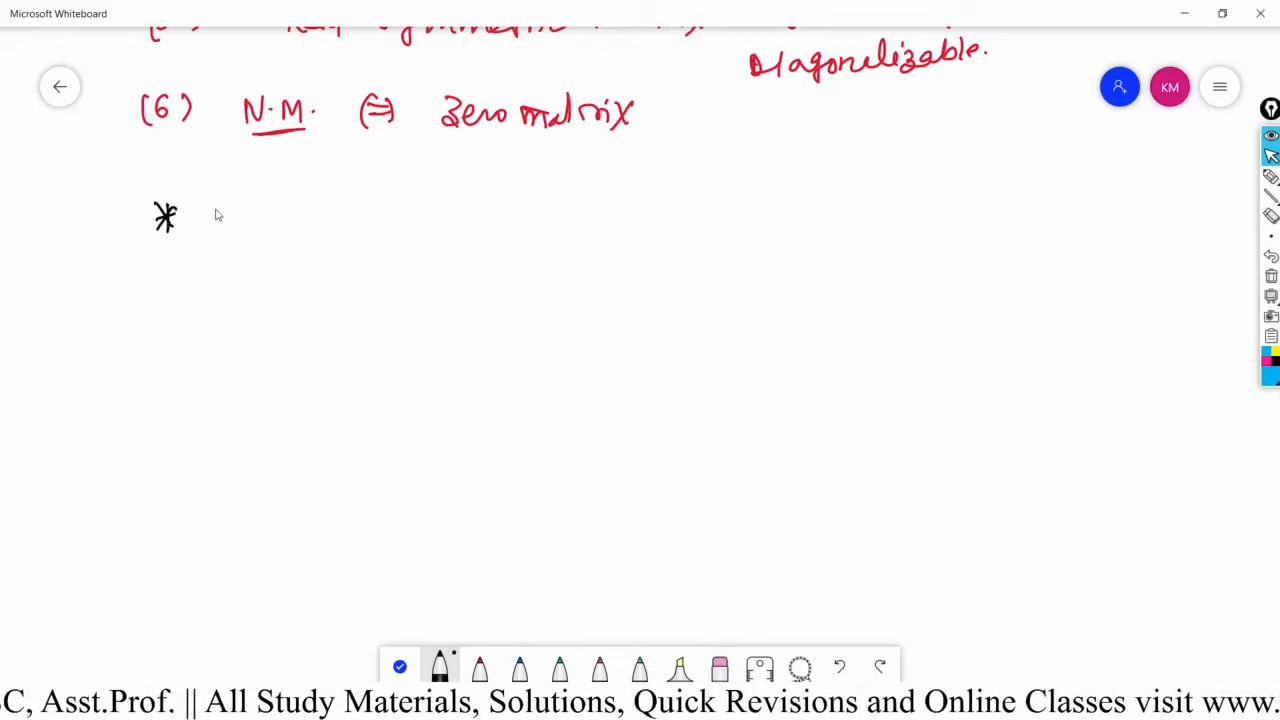 Microsoft Whiteboard
Diagonalizable.
KM
(6) N.M. ⇔ Zero matrix
*
C, Asst.Prof. || All Study Materials, Solutions, Quick Revisions and Online Classes visit www.